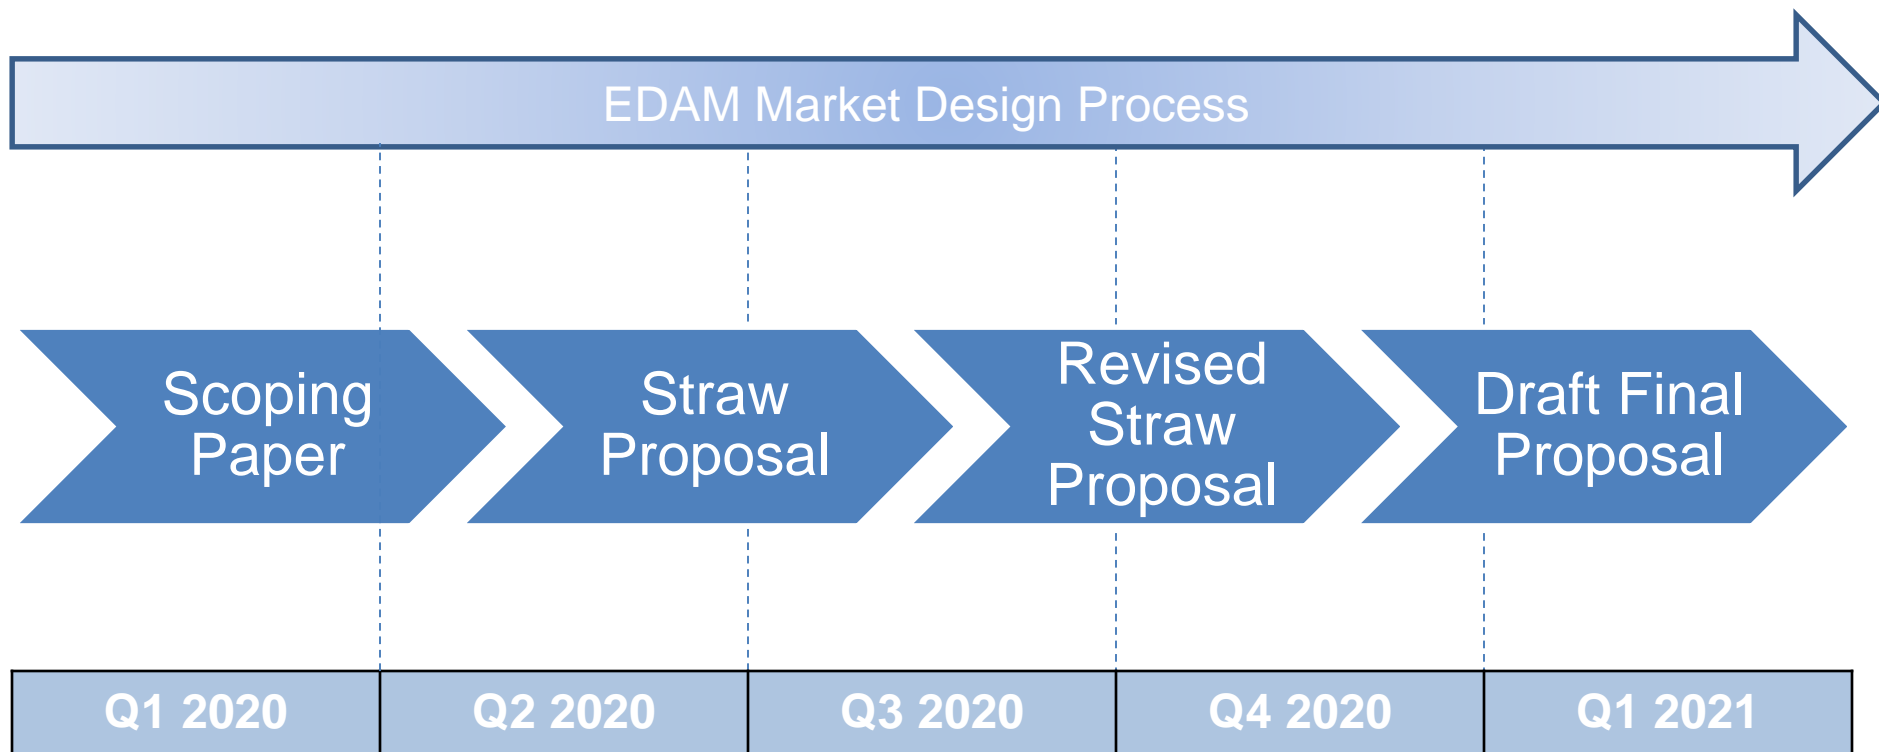 EDAM Market Design Process
Scoping
Paper
Straw
Proposal
Revised
Straw
Proposal
Draft Final
Proposal
Q1 2020
Q2 2020
Q3 2020
Q4 2020
Q1 2021